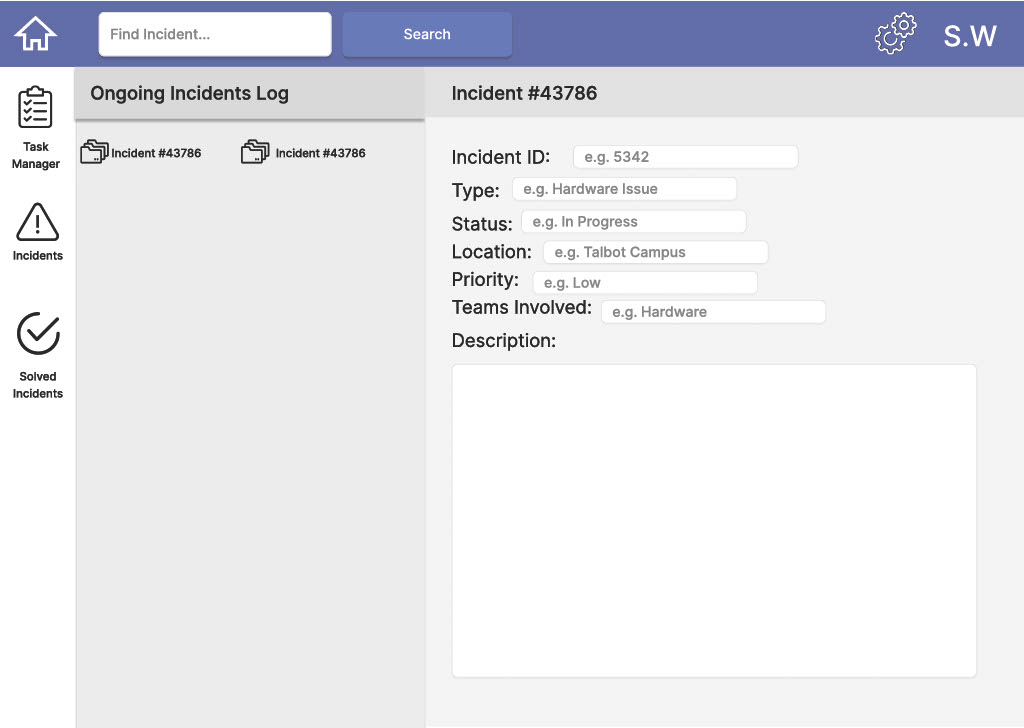 Find Incident...
Search
S.W
Task
Manager
Incidents
Solved
Incidents
Ongoing Incidents Log
Incident #43786
Incident #43786
Incident #43786
Incident ID: e.g. 5342
Type: e.g. Hardware Issue
Status: e.g. In Progress
Location: e.g. Talbot Campus
Priority: e.g. Low
Teams Involved: e.g. Hardware
Description: